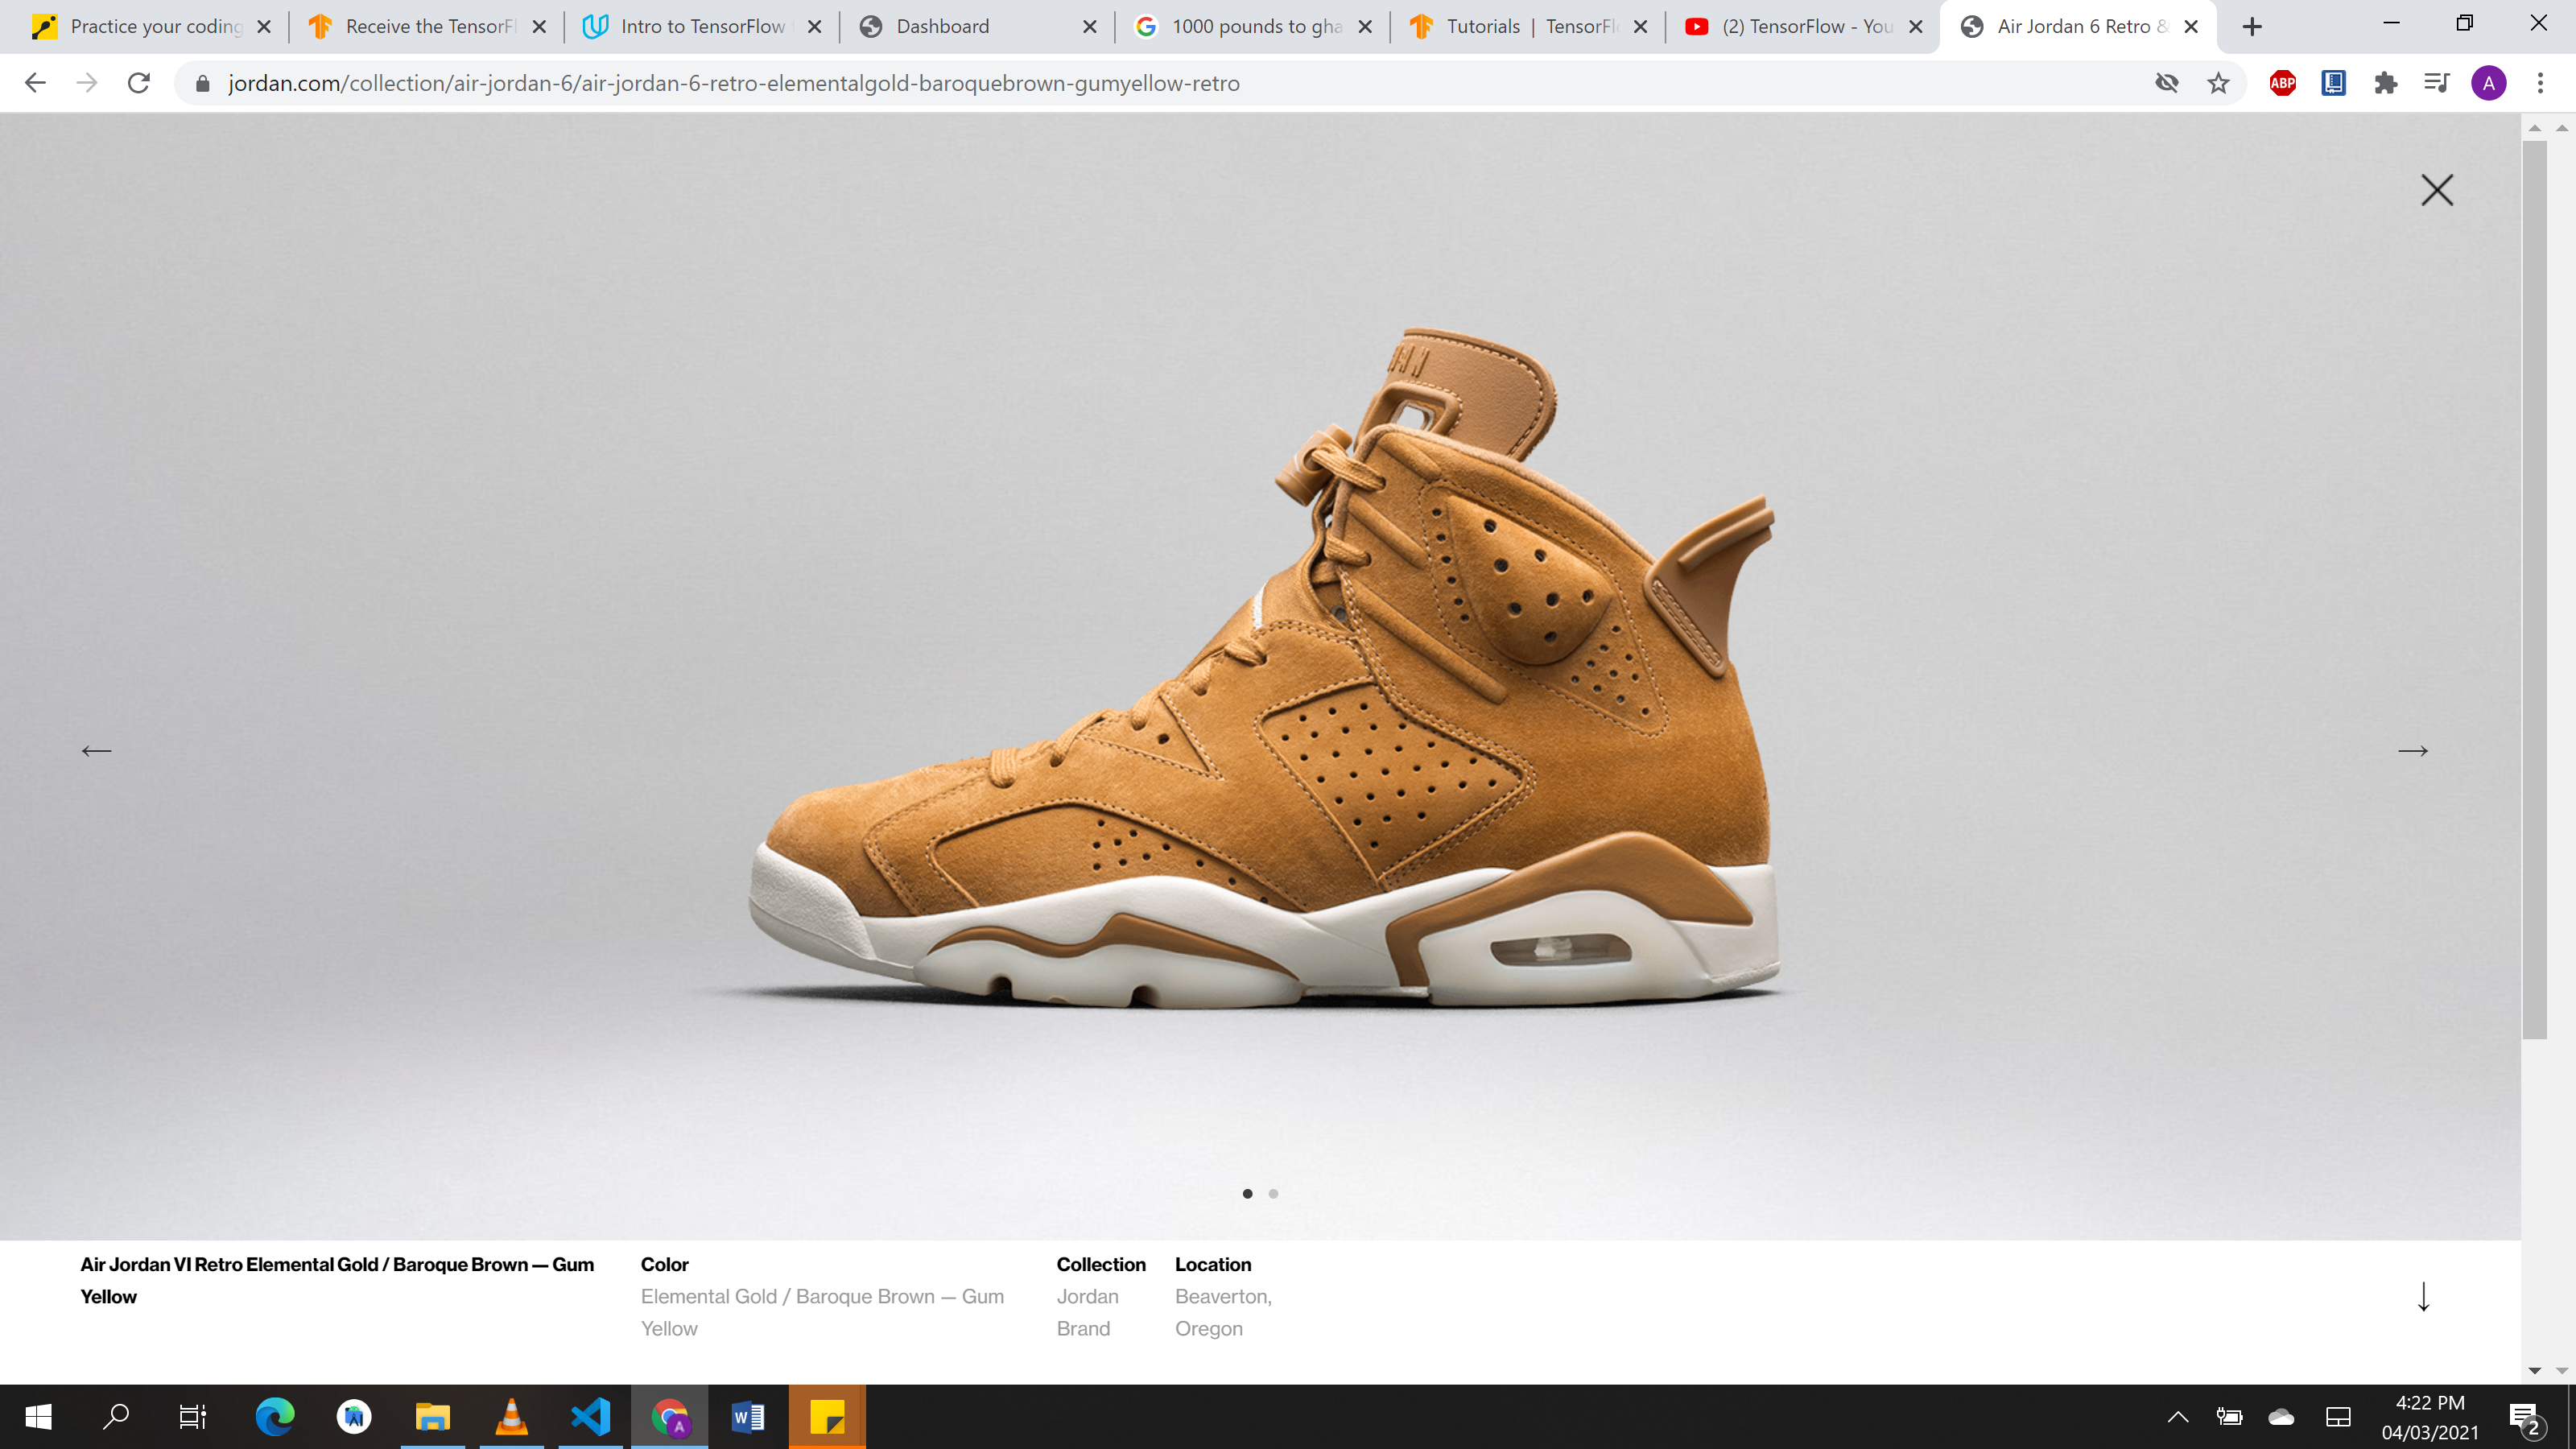 Practice your coding
Receive the TensorFl
Intro to TensorFlow
Dashboard
1000 pounds to gha
Tutorials | TensorFl
(2) TensorFlow - You
Air Jordan 6 Retro &
jordan.com/collection/air-jordan-6/air-jordan-6-retro-elementalgold-baroquebrown-gumyellow-retro
ABP
A
Air Jordan VI Retro Elemental Gold / Baroque Brown — Gum
Yellow
Color
Elemental Gold / Baroque Brown — Gum
Yellow
Collection
Jordan
Brand
Location
Beaverton,
Oregon
A
W
4:22 PM
04/03/2021
2